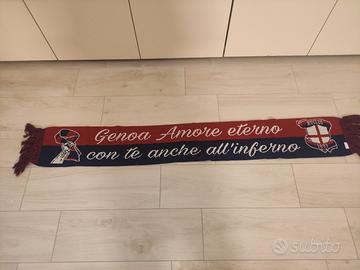 Genoa Amore eterno
con te anche all'inferno
subito